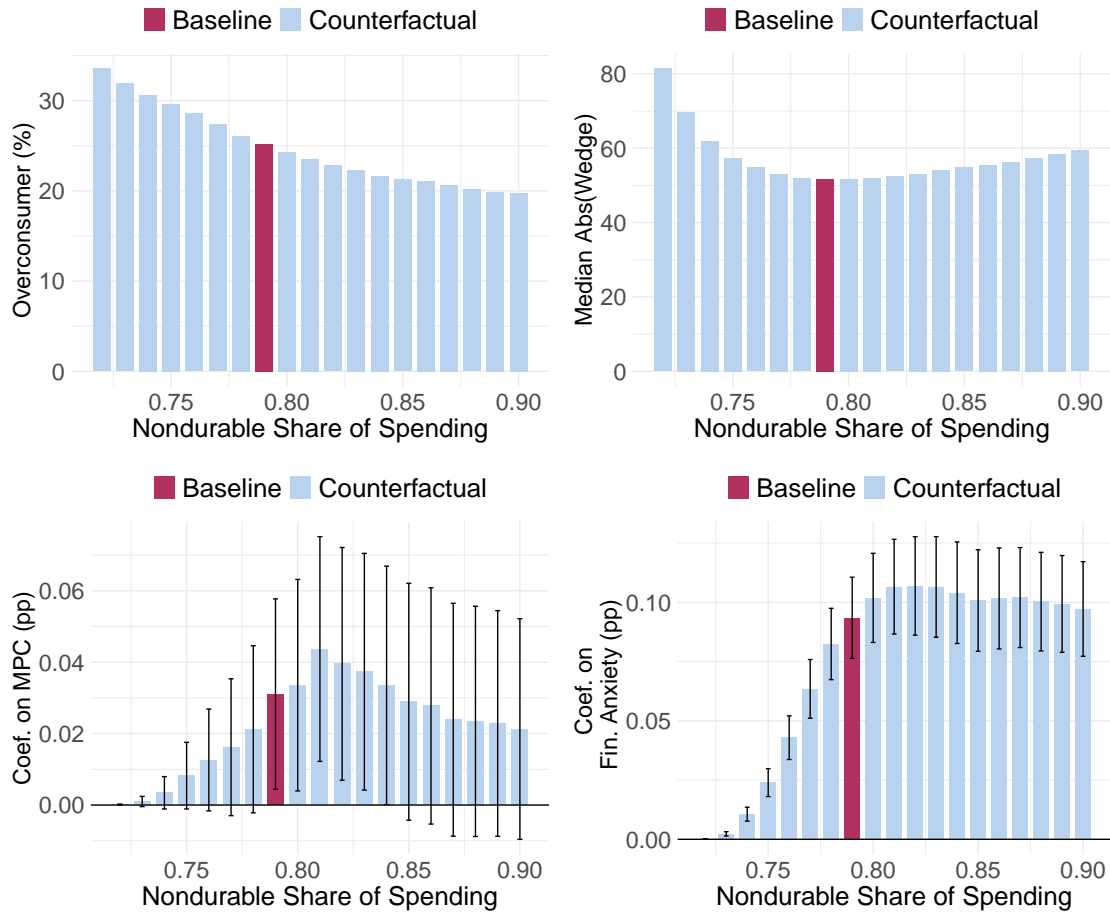 Baseline Counterfactual
Overconsumer (%)
30
20
10
0
0.75 0.80 0.85 0.90
Nondurable Share of Spending
Baseline Counterfactual
Median Abs(Wedge)
80
60
40
20
0
0.75 0.80 0.85 0.90
Nondurable Share of Spending
Baseline Counterfactual
Coef. on MPC (pp)
0.06
0.04
0.02
0.00
0.75 0.80 0.85 0.90
Nondurable Share of Spending
Baseline Counterfactual
Coef. on
Fin. Anxiety (pp)
0.10
0.05
0.00
0.75 0.80 0.85 0.90
Nondurable Share of Spending